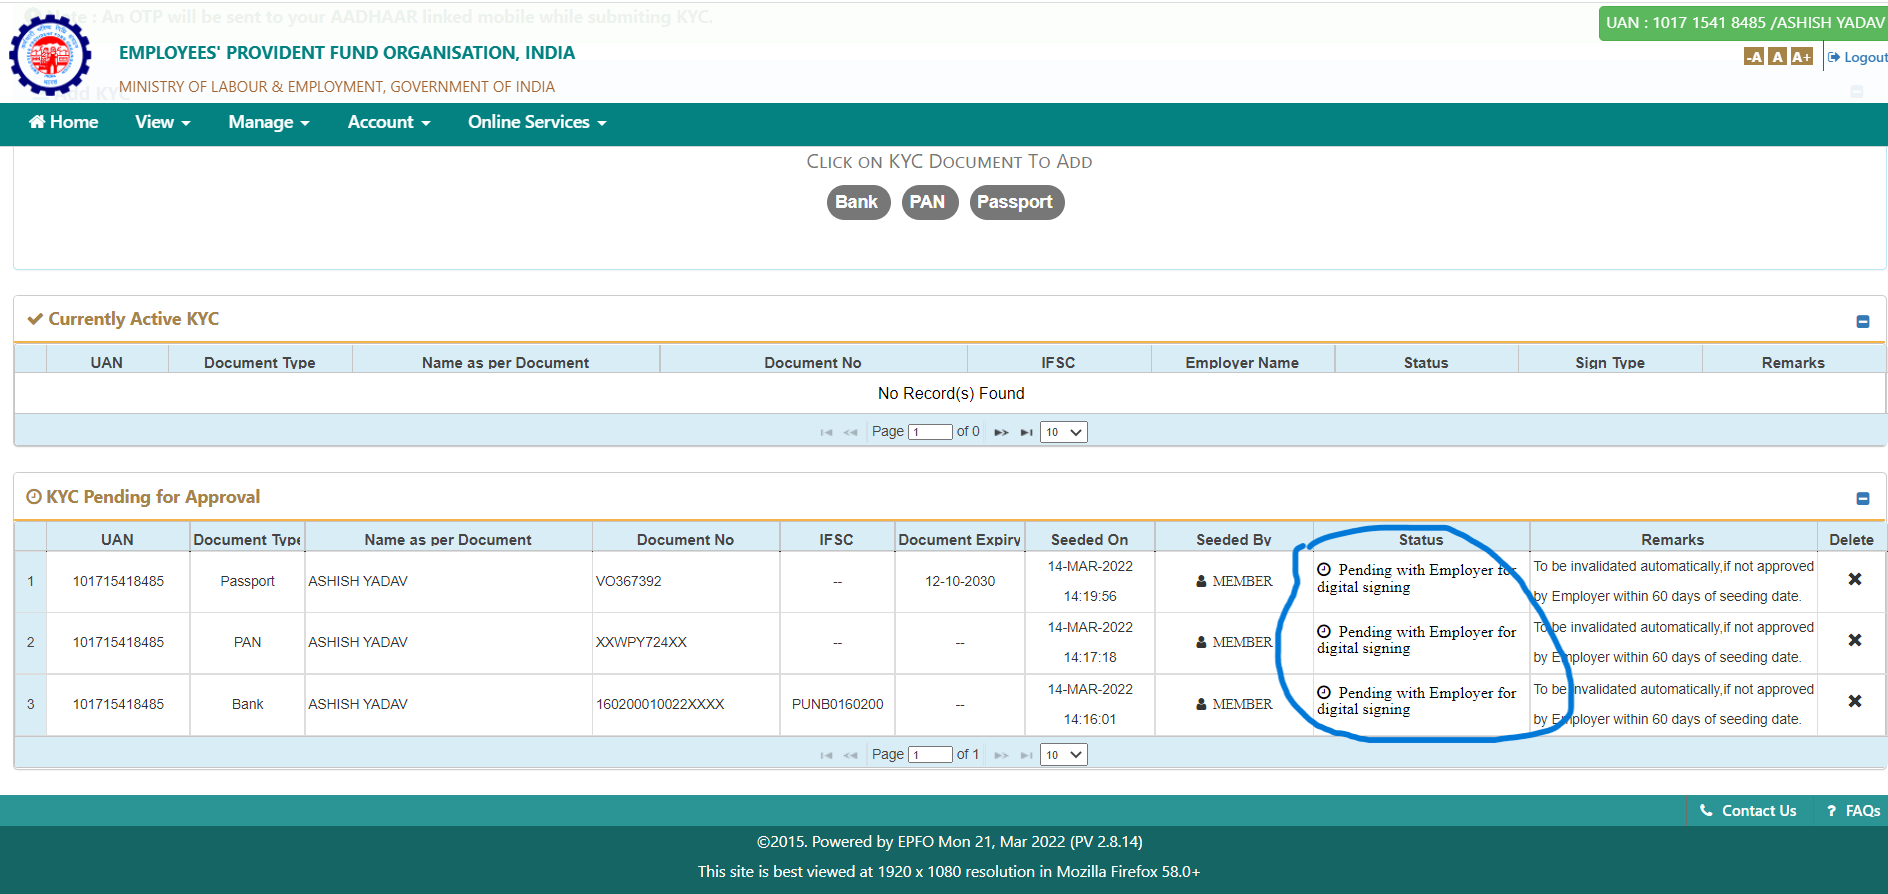 Note : An OTP will be sent to your AADHAAR linked mobile while submiting KYC.
UAN : 1017 1541 8485 /ASHISH YADAV
EMPLOYEES' PROVIDENT FUND ORGANISATION, INDIA
-A A A+ Logout
MINISTRY OF LABOUR & EMPLOYMENT, GOVERNMENT OF INDIA
Add KYC
Home View Manage Account Online Services
CLICK ON KYC DOCUMENT TO ADD
Bank PAN Passport
Currently Active KYC
UAN Document Type Name as per Document Document No IFSC Employer Name Status Sign Type Remarks
No Record(s) Found
Page 1 of 0 10
KYC Pending for Approval
UAN Document Type Name as per Document Document No IFSC Document Expiry Seeded On Seeded By Status Remarks Delete
1 101715418485 Passport ASHISH YADAV VO367392 -- 12-10-2030 14-MAR-2022 14:19:56 MEMBER Pending with Employer for digital signing To be invalidated automatically,if not approved by Employer within 60 days of seeding date.
2 101715418485 PAN ASHISH YADAV XXWPY724XX -- -- 14-MAR-2022 14:17:18 MEMBER Pending with Employer for digital signing To be invalidated automatically,if not approved by Employer within 60 days of seeding date.
3 101715418485 Bank ASHISH YADAV 160200010022XXXX PUNB0160200 -- 14-MAR-2022 14:16:01 MEMBER Pending with Employer for digital signing To be invalidated automatically,if not approved by Employer within 60 days of seeding date.
Page 1 of 1 10
Contact Us ? FAQs
©2015. Powered by EPFO Mon 21, Mar 2022 (PV 2.8.14)
This site is best viewed at 1920 x 1080 resolution in Mozilla Firefox 58.0+